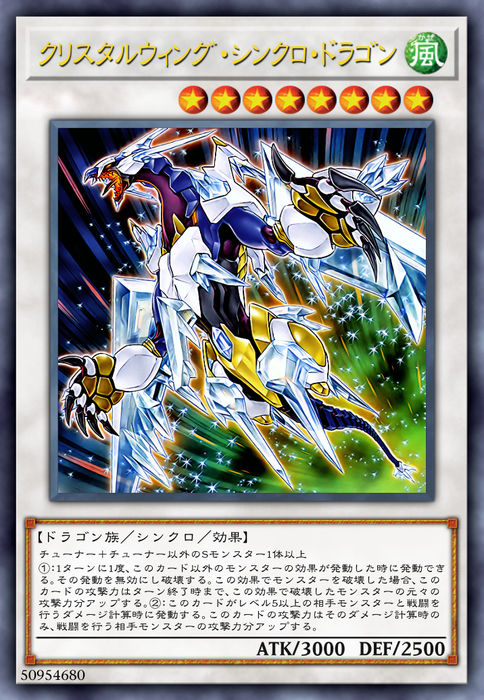 クリスタルウィング・シンクロ・ドラゴン
かぜ
風
【ドラゴン族／シンクロ／効果】
チューナー＋チューナー以外のSモンスター1体以上
①:1ターンに1度、このカード以外のモンスターの効果が発動した時に発動でき
る。その発動を無効にし破壊する。この効果でモンスターを破壊した場合、この
カードの攻撃力はターン終了時まで、この効果で破壊したモンスターの元々の
攻撃力分アップする。②:このカードがレベル5以上の相手モンスターと戦闘を
行うダメージ計算時に発動する。このカードの攻撃力はそのダメージ計算時の
み、戦闘を行う相手モンスターの攻撃力分アップする。
ATK/3000 DEF/2500
50954680